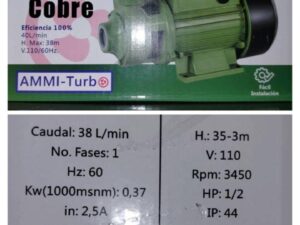 Cobre
Eficiencia 100%
40L/min
H. Max: 38m
V.110/60Hz
AMMI-Turbo
Fácil
Instalación
Caudal: 38 L/min
No. Fases: 1
Hz: 60
Kw(1000msnm): 0,37
in: 2,5A
H.: 35-3m
V: 110
Rpm: 3450
HP: 1/2
IP: 44